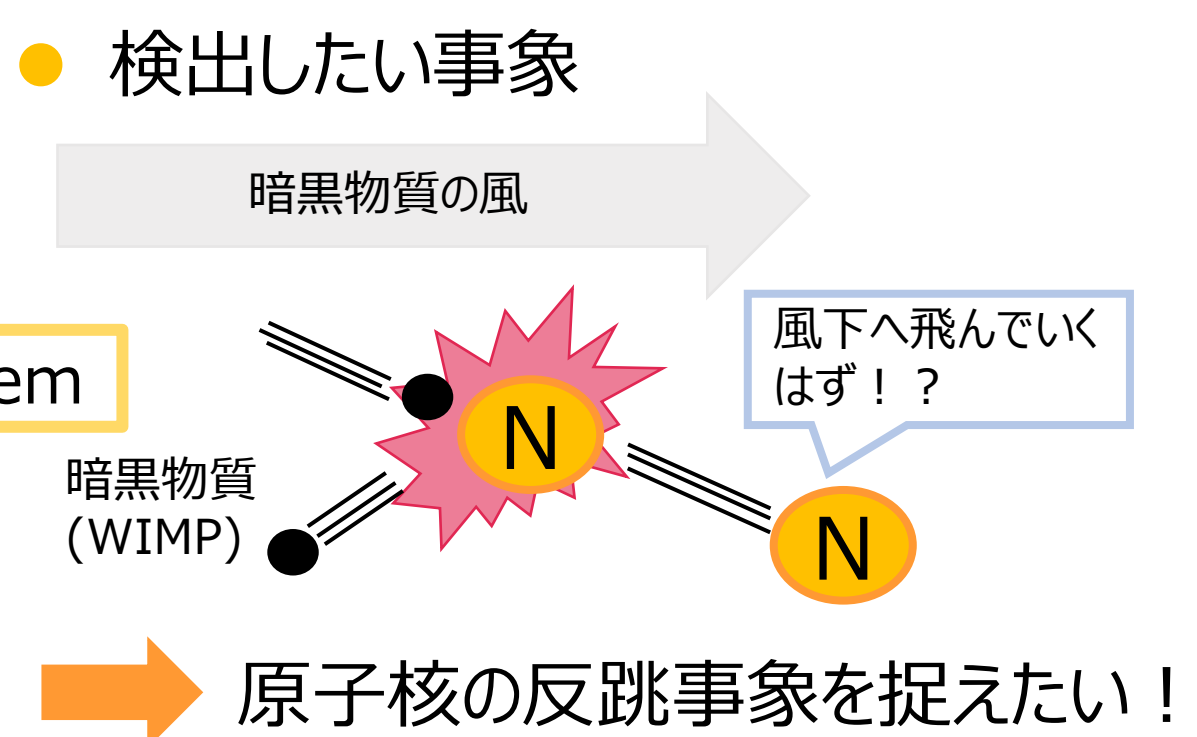 検出したい事象
暗黒物質の風
風下へ飛んでいく
はず！？
em
N
暗黒物質
(WIMP)
N
原子核の反跳事象を捉えたい！